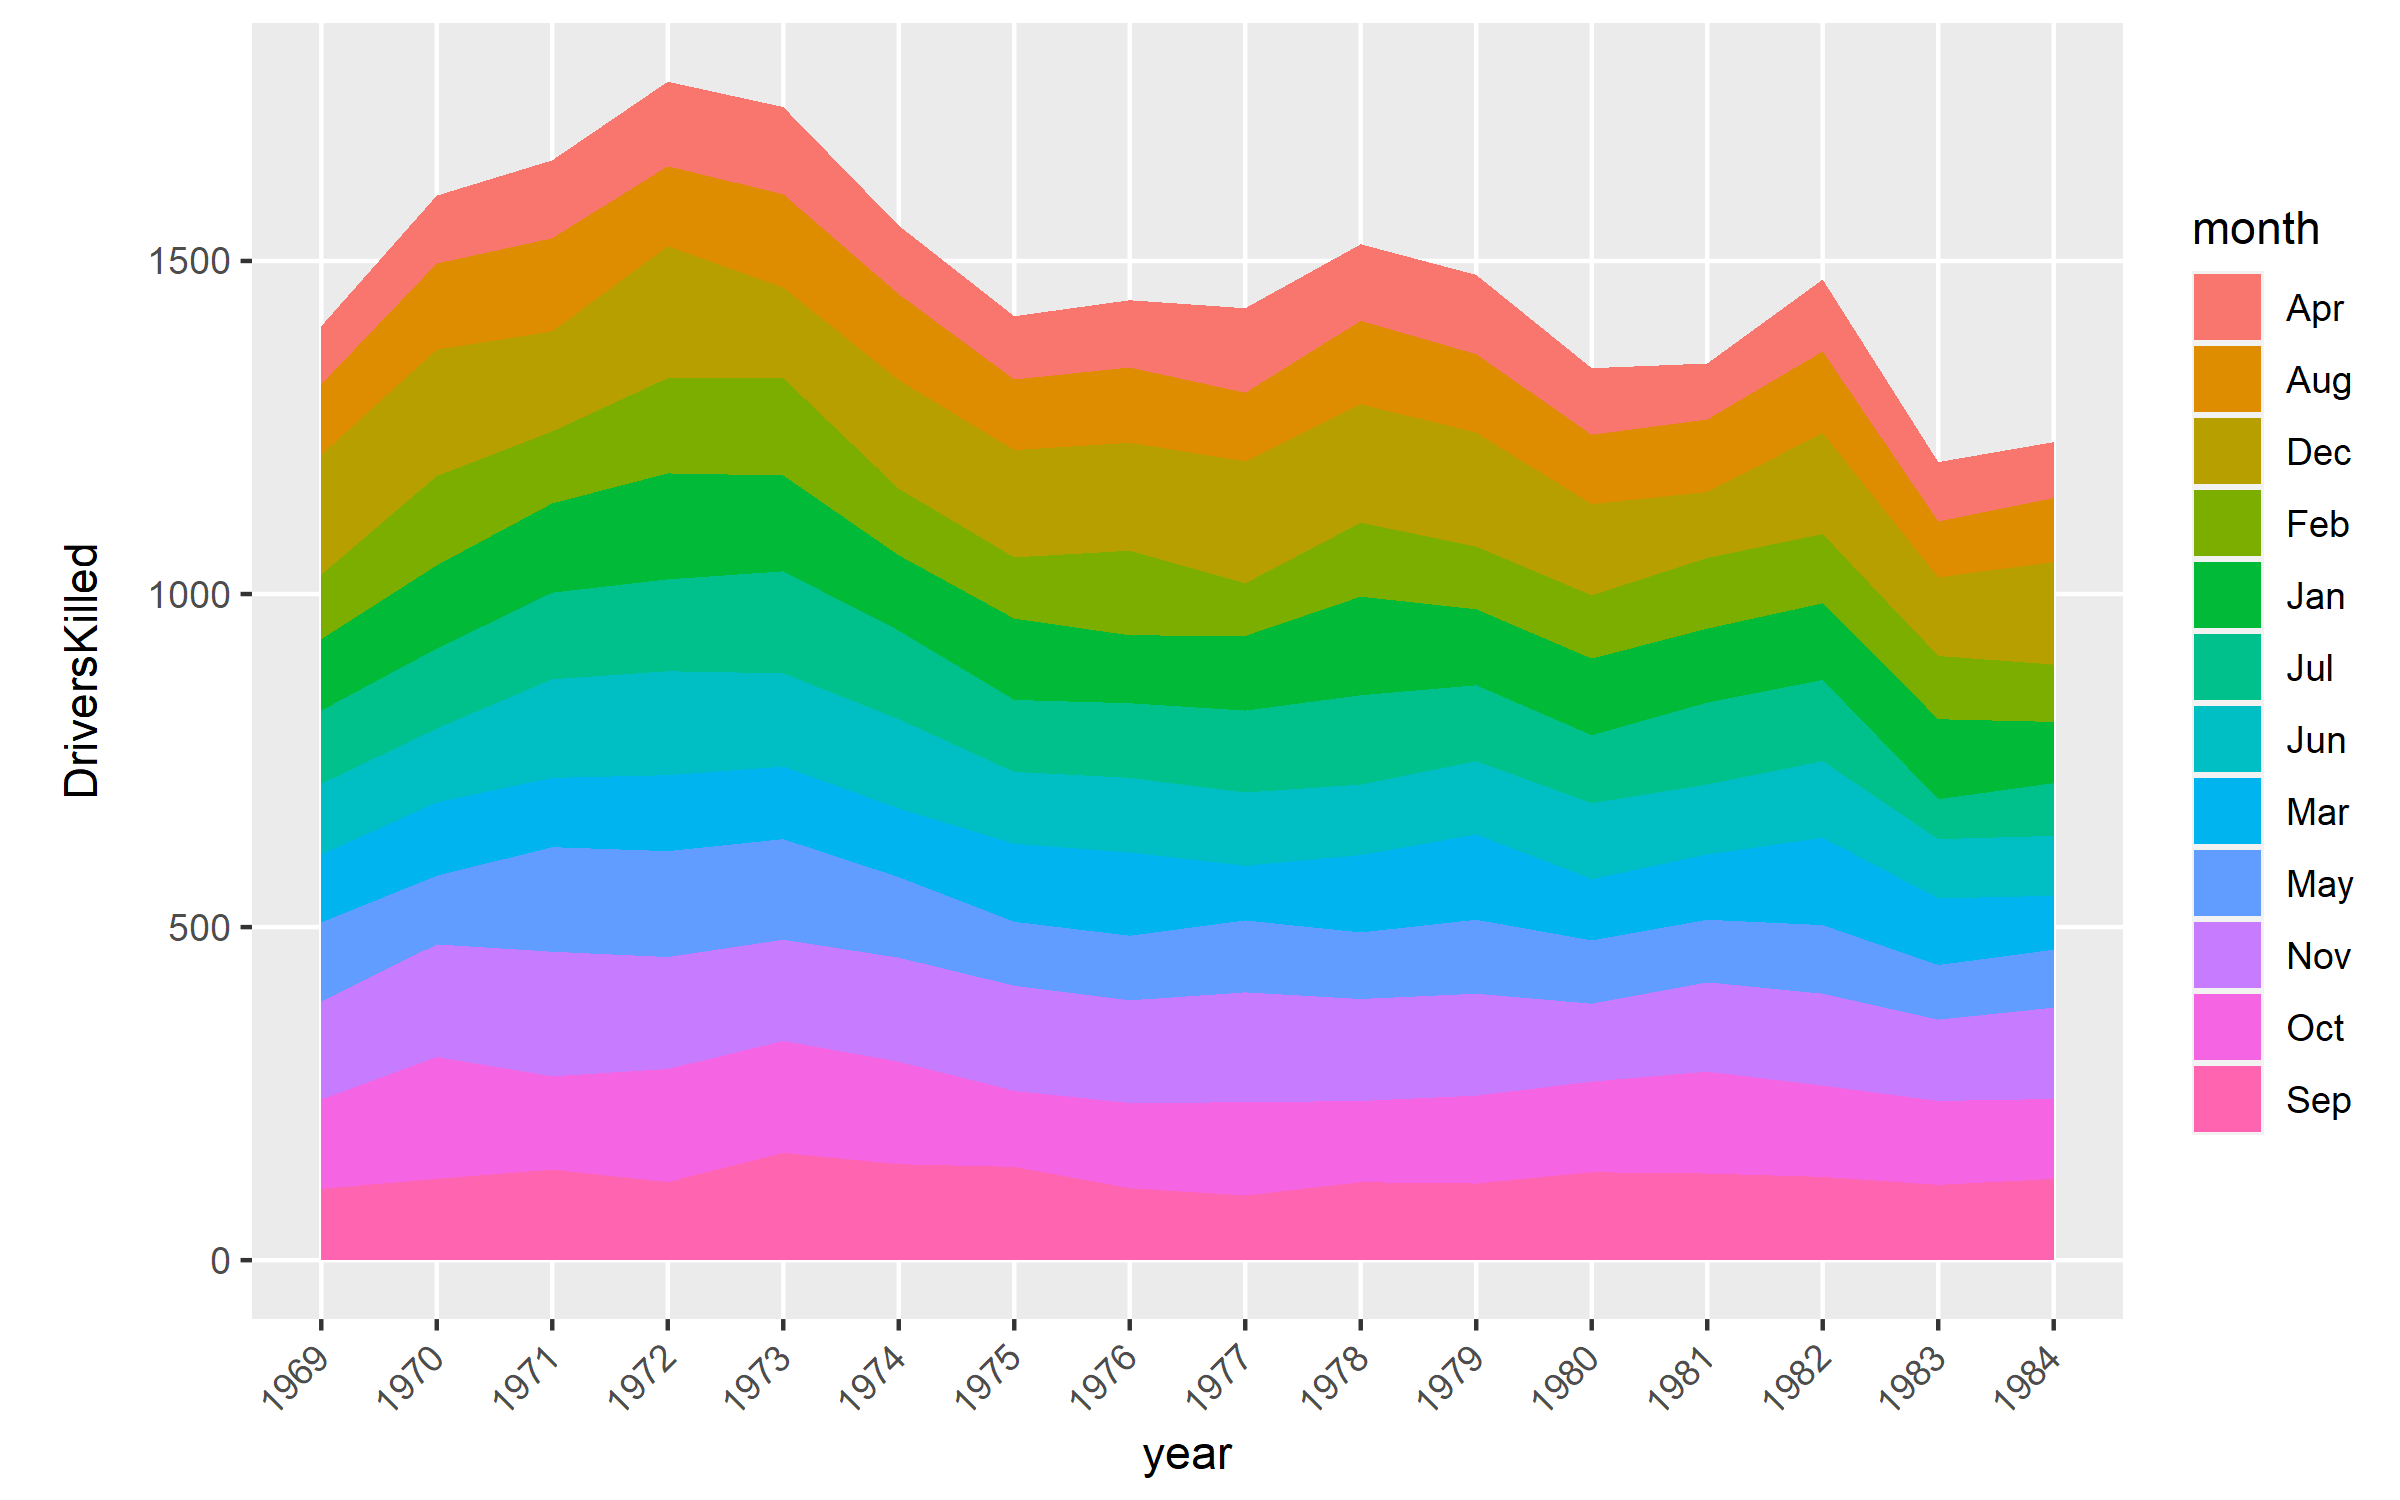 DriversKilled
1500
1000
500
0
1969
1970
1971
1972
1973
1974
1975
1976
1977
1978
1979
1980
1981
1982
1983
1984
year
month
Apr
Aug
Dec
Feb
Jan
Jul
Jun
Mar
May
Nov
Oct
Sep